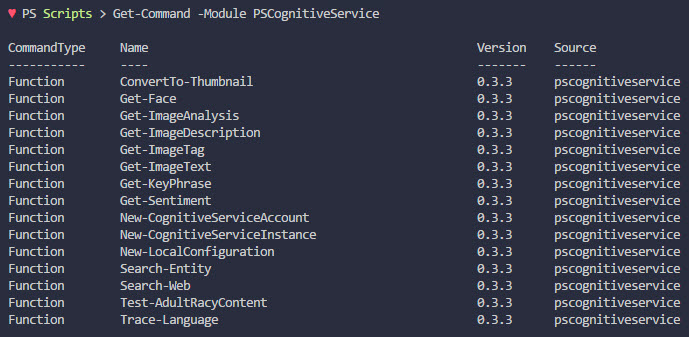 ♥ PS Scripts > Get-Command -Module PSCognitiveService
CommandType Name Version Source
----------- ---- ------- ------
Function ConvertTo-Thumbnail 0.3.3 pscognitiveservice
Function Get-Face 0.3.3 pscognitiveservice
Function Get-ImageAnalysis 0.3.3 pscognitiveservice
Function Get-ImageDescription 0.3.3 pscognitiveservice
Function Get-ImageTag 0.3.3 pscognitiveservice
Function Get-ImageText 0.3.3 pscognitiveservice
Function Get-KeyPhrase 0.3.3 pscognitiveservice
Function Get-Sentiment 0.3.3 pscognitiveservice
Function New-CognitiveServiceAccount 0.3.3 pscognitiveservice
Function New-CognitiveServiceInstance 0.3.3 pscognitiveservice
Function New-LocalConfiguration 0.3.3 pscognitiveservice
Function Search-Entity 0.3.3 pscognitiveservice
Function Search-Web 0.3.3 pscognitiveservice
Function Test-AdultRacyContent 0.3.3 pscognitiveservice
Function Trace-Language 0.3.3 pscognitiveservice